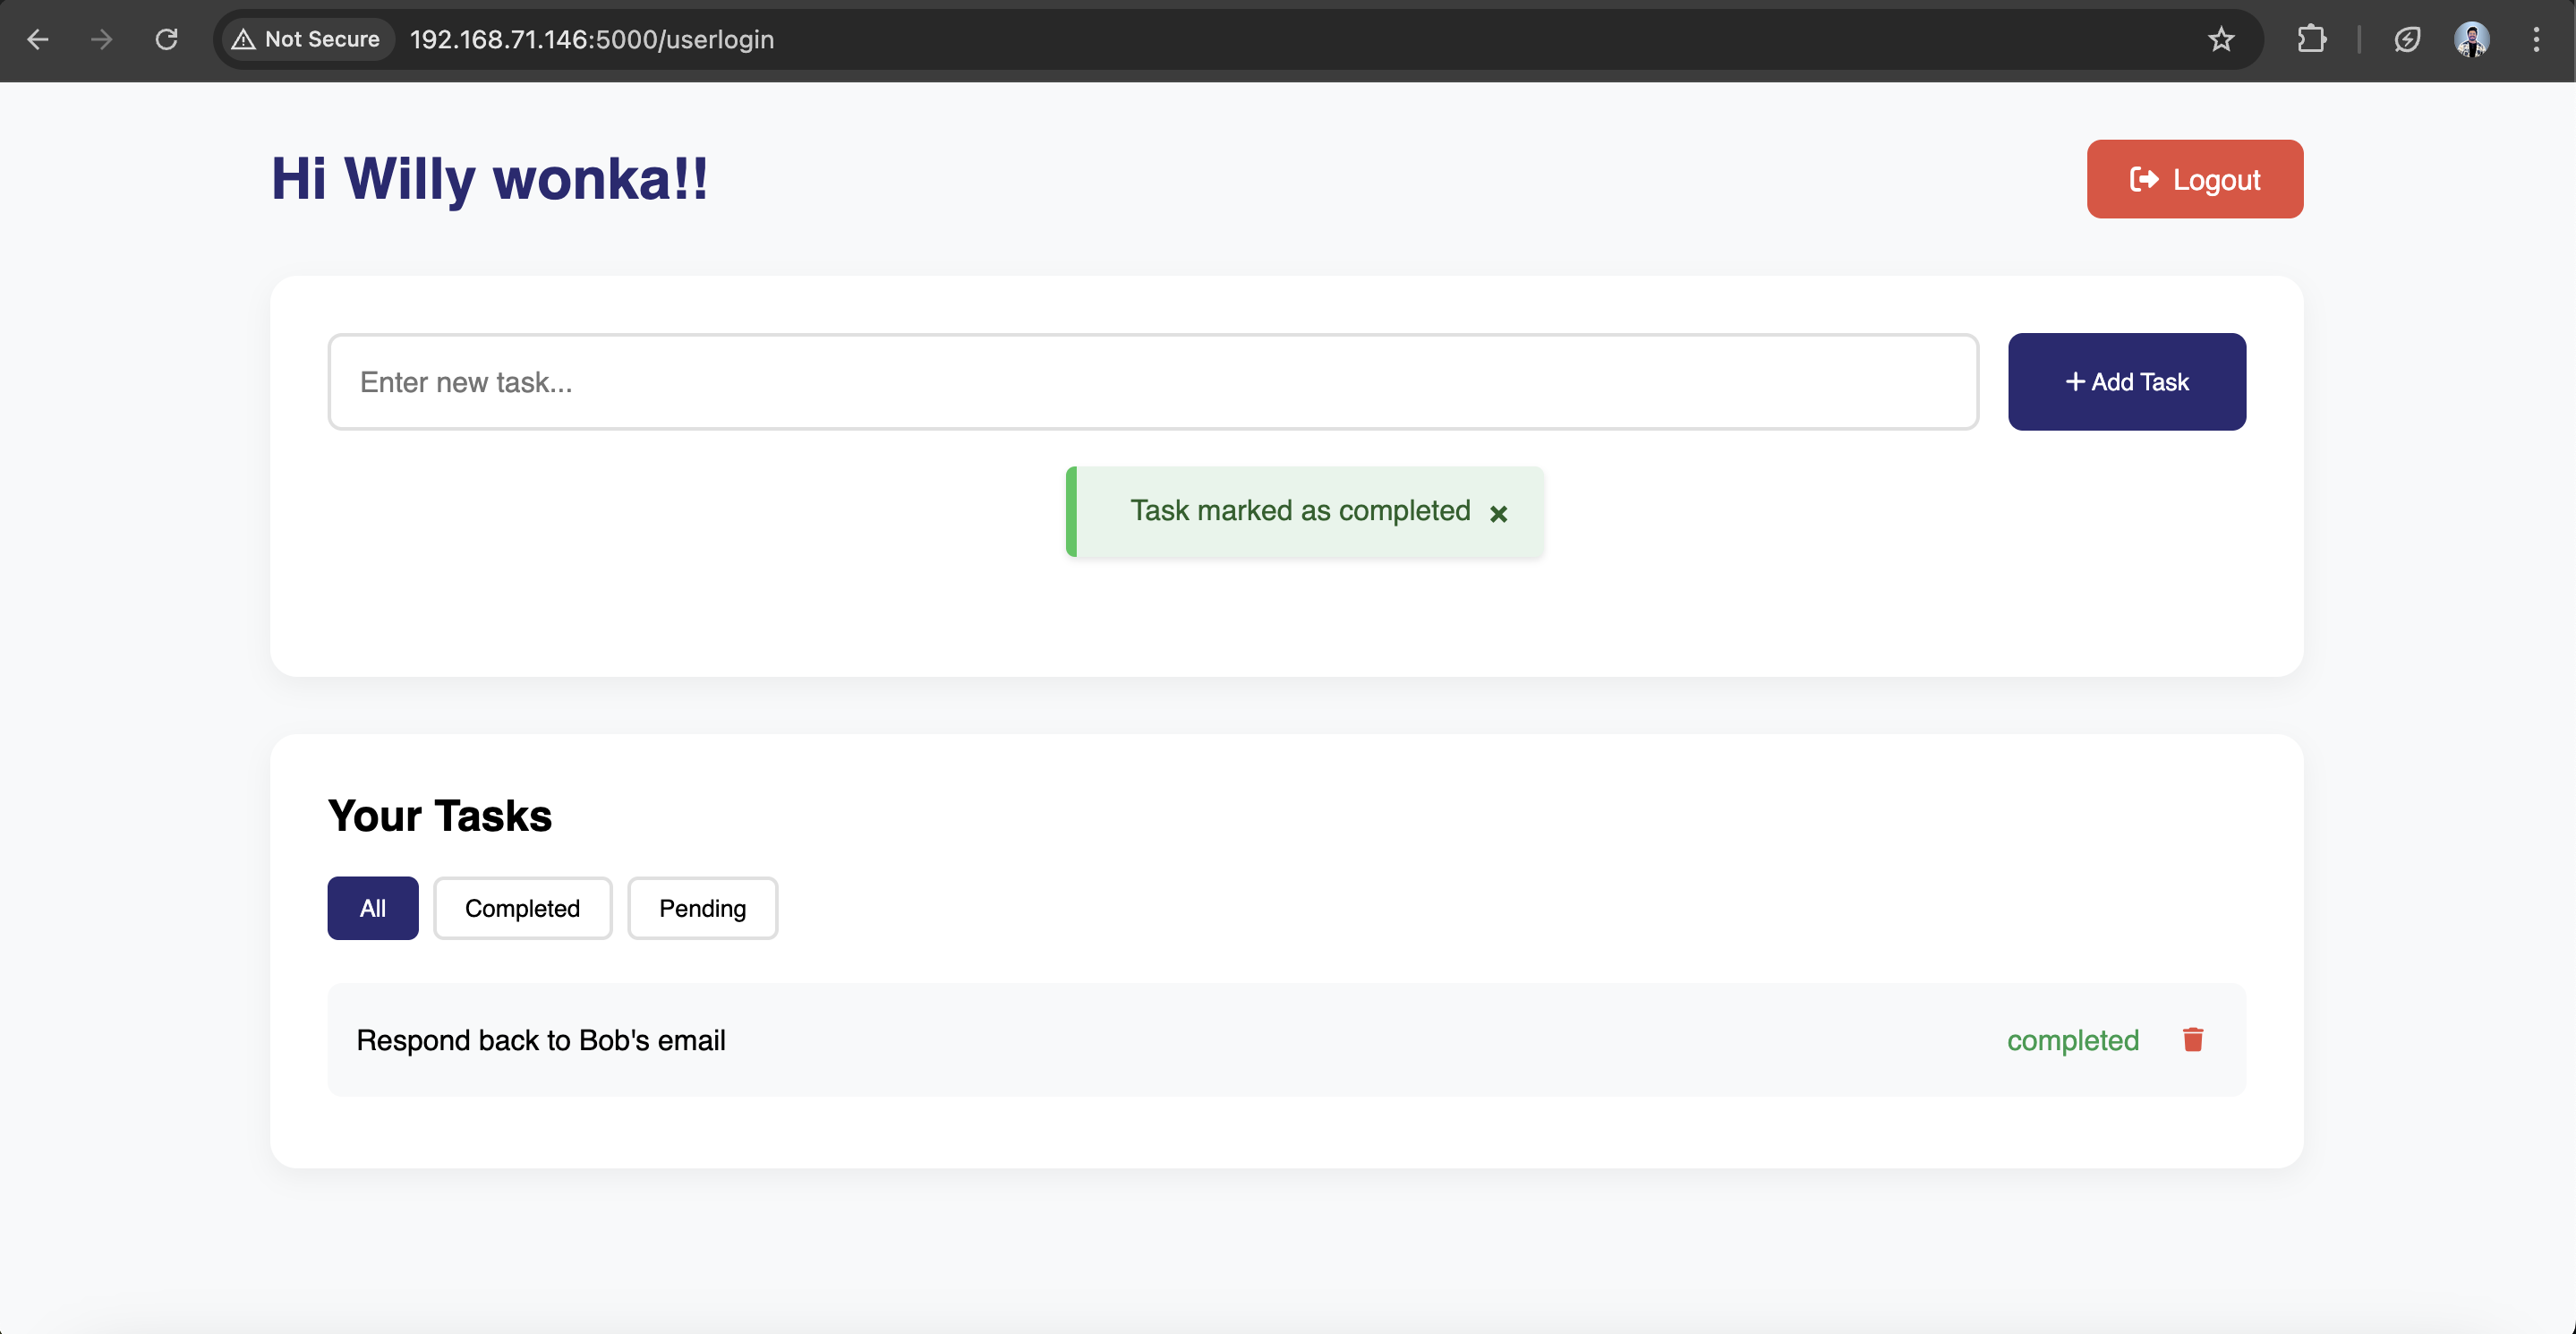 Not Secure 192.168.71.146:5000/userlogin
Hi Willy wonka!!
Logout
Enter new task...
+ Add Task
Task marked as completed ×
Your Tasks
All Completed Pending
Respond back to Bob's email completed